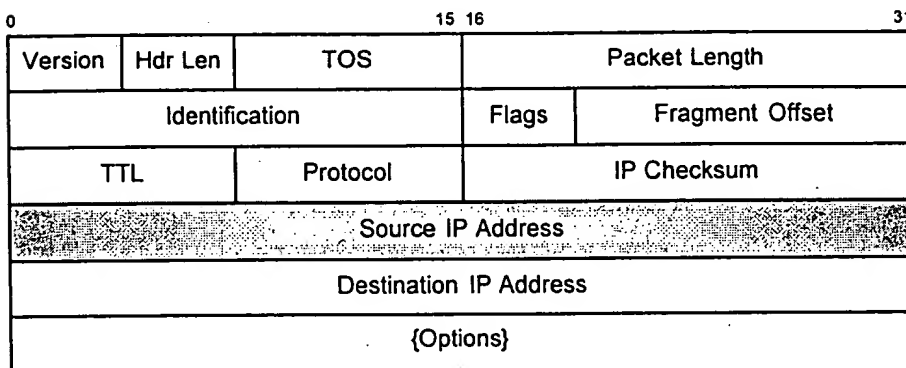 0 15 16 31
Version Hdr Len TOS Packet Length
Identification Flags Fragment Offset
TTL Protocol IP Checksum
Source IP Address
Destination IP Address
{Options}